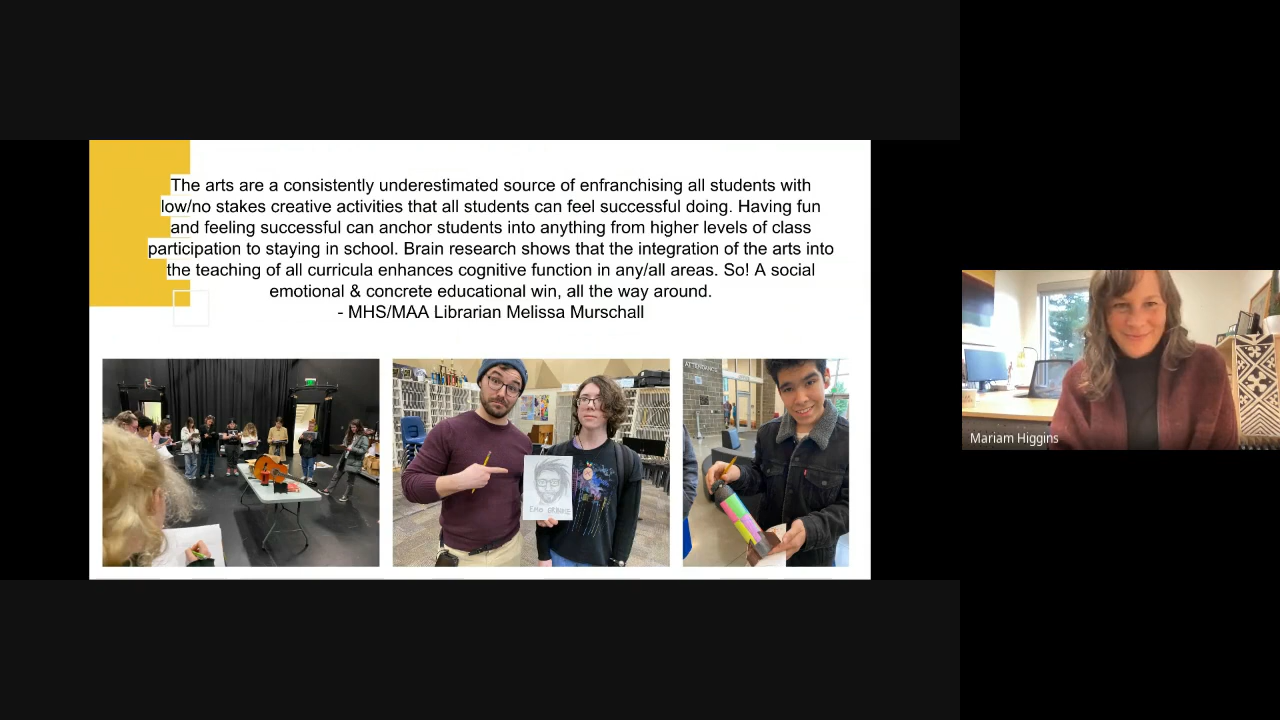 The arts are a consistently underestimated source of enfranchising all students with
low/no stakes creative activities that all students can feel successful doing. Having fun
and feeling successful can anchor students into anything from higher levels of class
participation to staying in school. Brain research shows that the integration of the arts into
the teaching of all curricula enhances cognitive function in any/all areas. So! A social
emotional & concrete educational win, all the way around.
- MHS/MAA Librarian Melissa Murschall
ATTENDANCE
Mariam Higgins